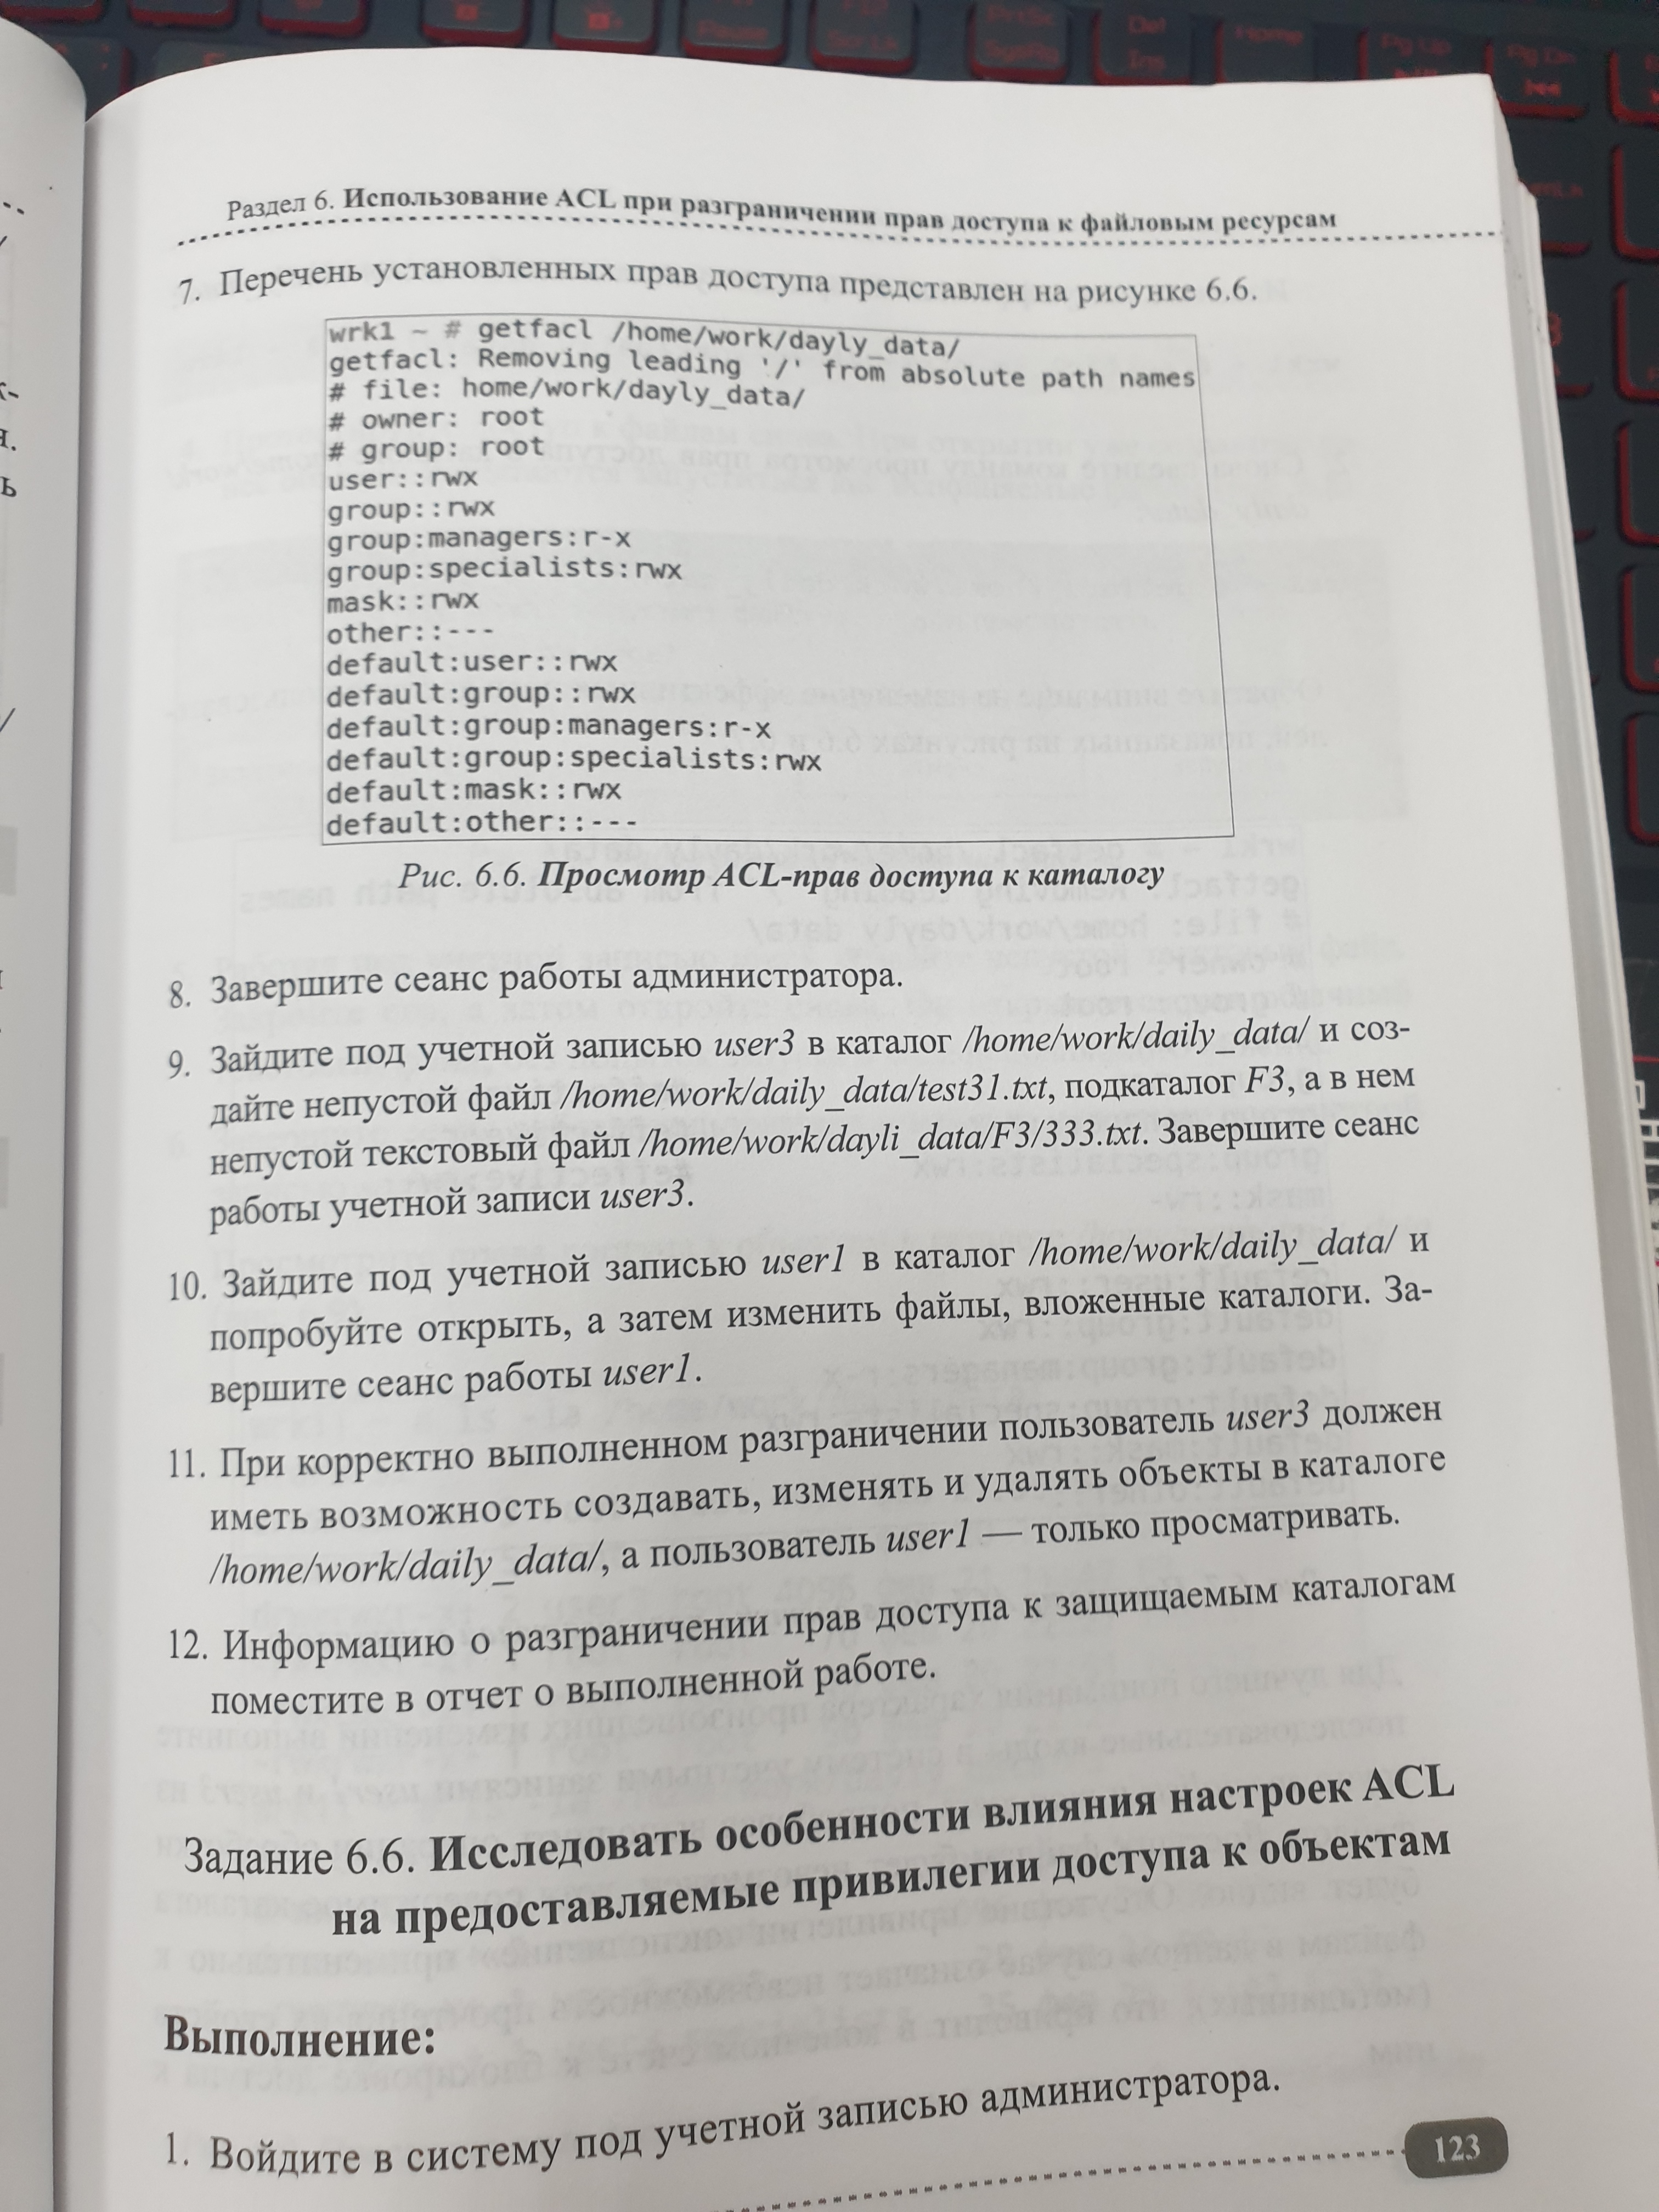 Раздел 6. Использование ACL при разграничении прав доступа к файловым ресурсам
7. Перечень установленных прав доступа представлен на рисунке 6.6.
wrk1 ~ # getfacl /home/work/dayly_data/
getfacl: Removing leading '/' from absolute path names
# file: home/work/dayly_data/
# owner: root
# group: root
user::rwx
group::rwx
group:managers:r-x
group:specialists:rwx
mask::rwx
other::---
default:user::rwx
default:group::rwx
default:group:managers:r-x
default:group:specialists:rwx
default:mask::rwx
default:other::---
Рис. 6.6. Просмотр ACL-прав доступа к каталогу
8. Завершите сеанс работы администратора.
9. Зайдите под учетной записью user3 в каталог /home/work/daily_data/ и соз-
дайте непустой файл /home/work/daily_data/test31.txt, подкаталог F3, а в нем
непустой текстовый файл /home/work/dayli_data/F3/333.txt. Завершите сеанс
работы учетной записи user3.
10. Зайдите под учетной записью user1 в каталог /home/work/daily_data/ и
попробуйте открыть, а затем изменить файлы, вложенные каталоги. За-
вершите сеанс работы user1.
11. При корректно выполненном разграничении пользователь user3 должен
иметь возможность создавать, изменять и удалять объекты в каталоге
/home/work/daily_data/, а пользователь user1 — только просматривать.
12. Информацию о разграничении прав доступа к защищаемым каталогам
поместите в отчет о выполненной работе.
Задание 6.6. Исследовать особенности влияния настроек ACL
на предоставляемые привилегии доступа к объектам
Выполнение:
1. Войдите в систему под учетной записью администратора.
123